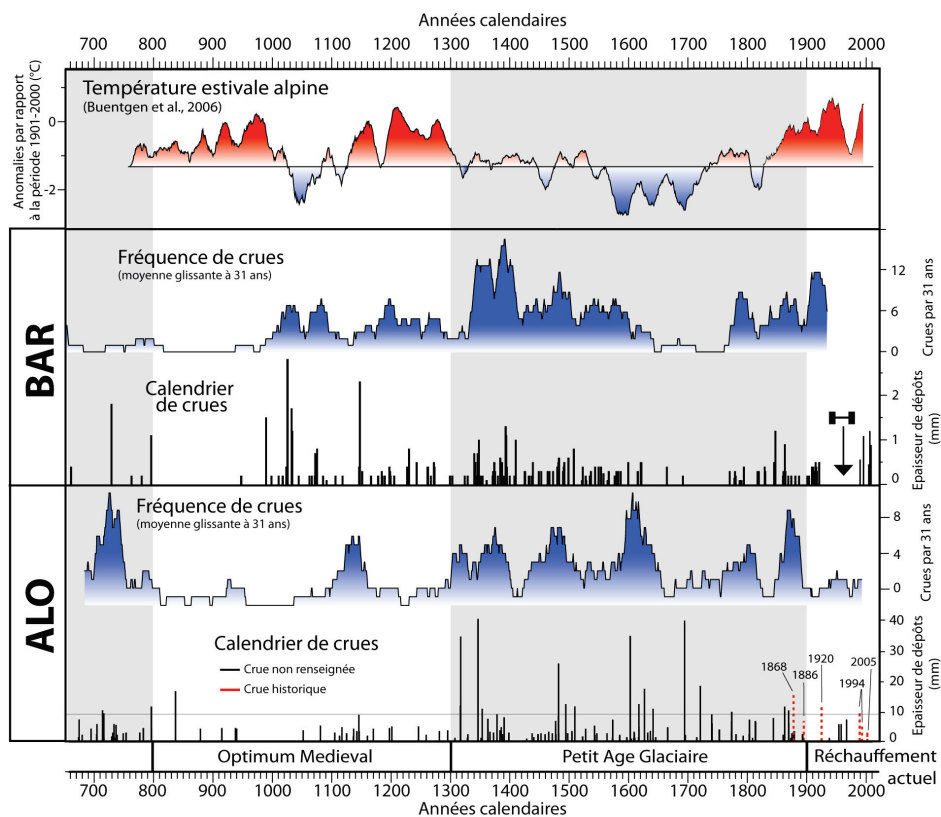 Années calendaires
700 800 900 1000 1100 1200 1300 1400 1500 1600 1700 1800 1900 2000
Température estivale alpine
(Buentgen et al., 2006)
Anomalies par rapport
à la période 1901-2000 (°C)
0
-2
BAR
Fréquence de crues
(moyenne glissante à 31 ans)
12
6
0
Crues par 31 ans
Calendrier
de crues
2
1
0
Epaisseur de dépôts
(mm)
ALO
Fréquence de crues
(moyenne glissante à 31 ans)
8
4
0
Crues par 31 ans
Calendrier de crues
Crue non renseignée
Crue historique
1868
1886
1920
1994
2005
40
30
20
10
0
Epaisseur de dépôts
(mm)
Optimum Medieval
Petit Age Glaciaire
Réchauffement
actuel
700 800 900 1000 1100 1200 1300 1400 1500 1600 1700 1800 1900 2000
Années calendaires